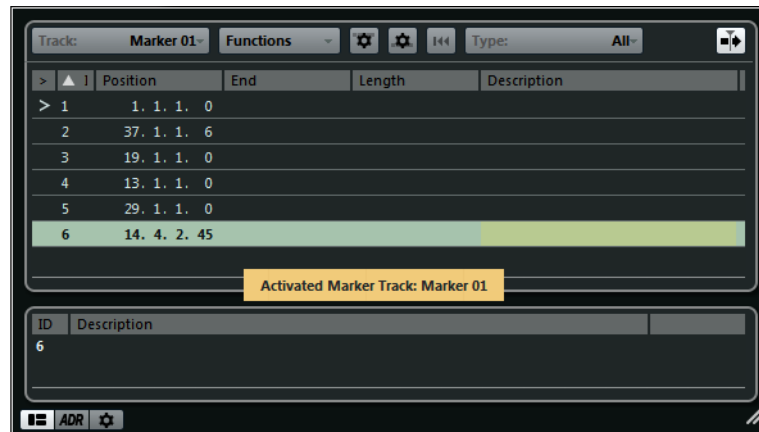 Track: Marker 01 Functions Type: All
> I Position End Length Description
> 1 1. 1. 1. 0
2 37. 1. 1. 6
3 19. 1. 1. 0
4 13. 1. 1. 0
5 29. 1. 1. 0
6 14. 4. 2. 45
Activated Marker Track: Marker 01
ID Description
6
ADR